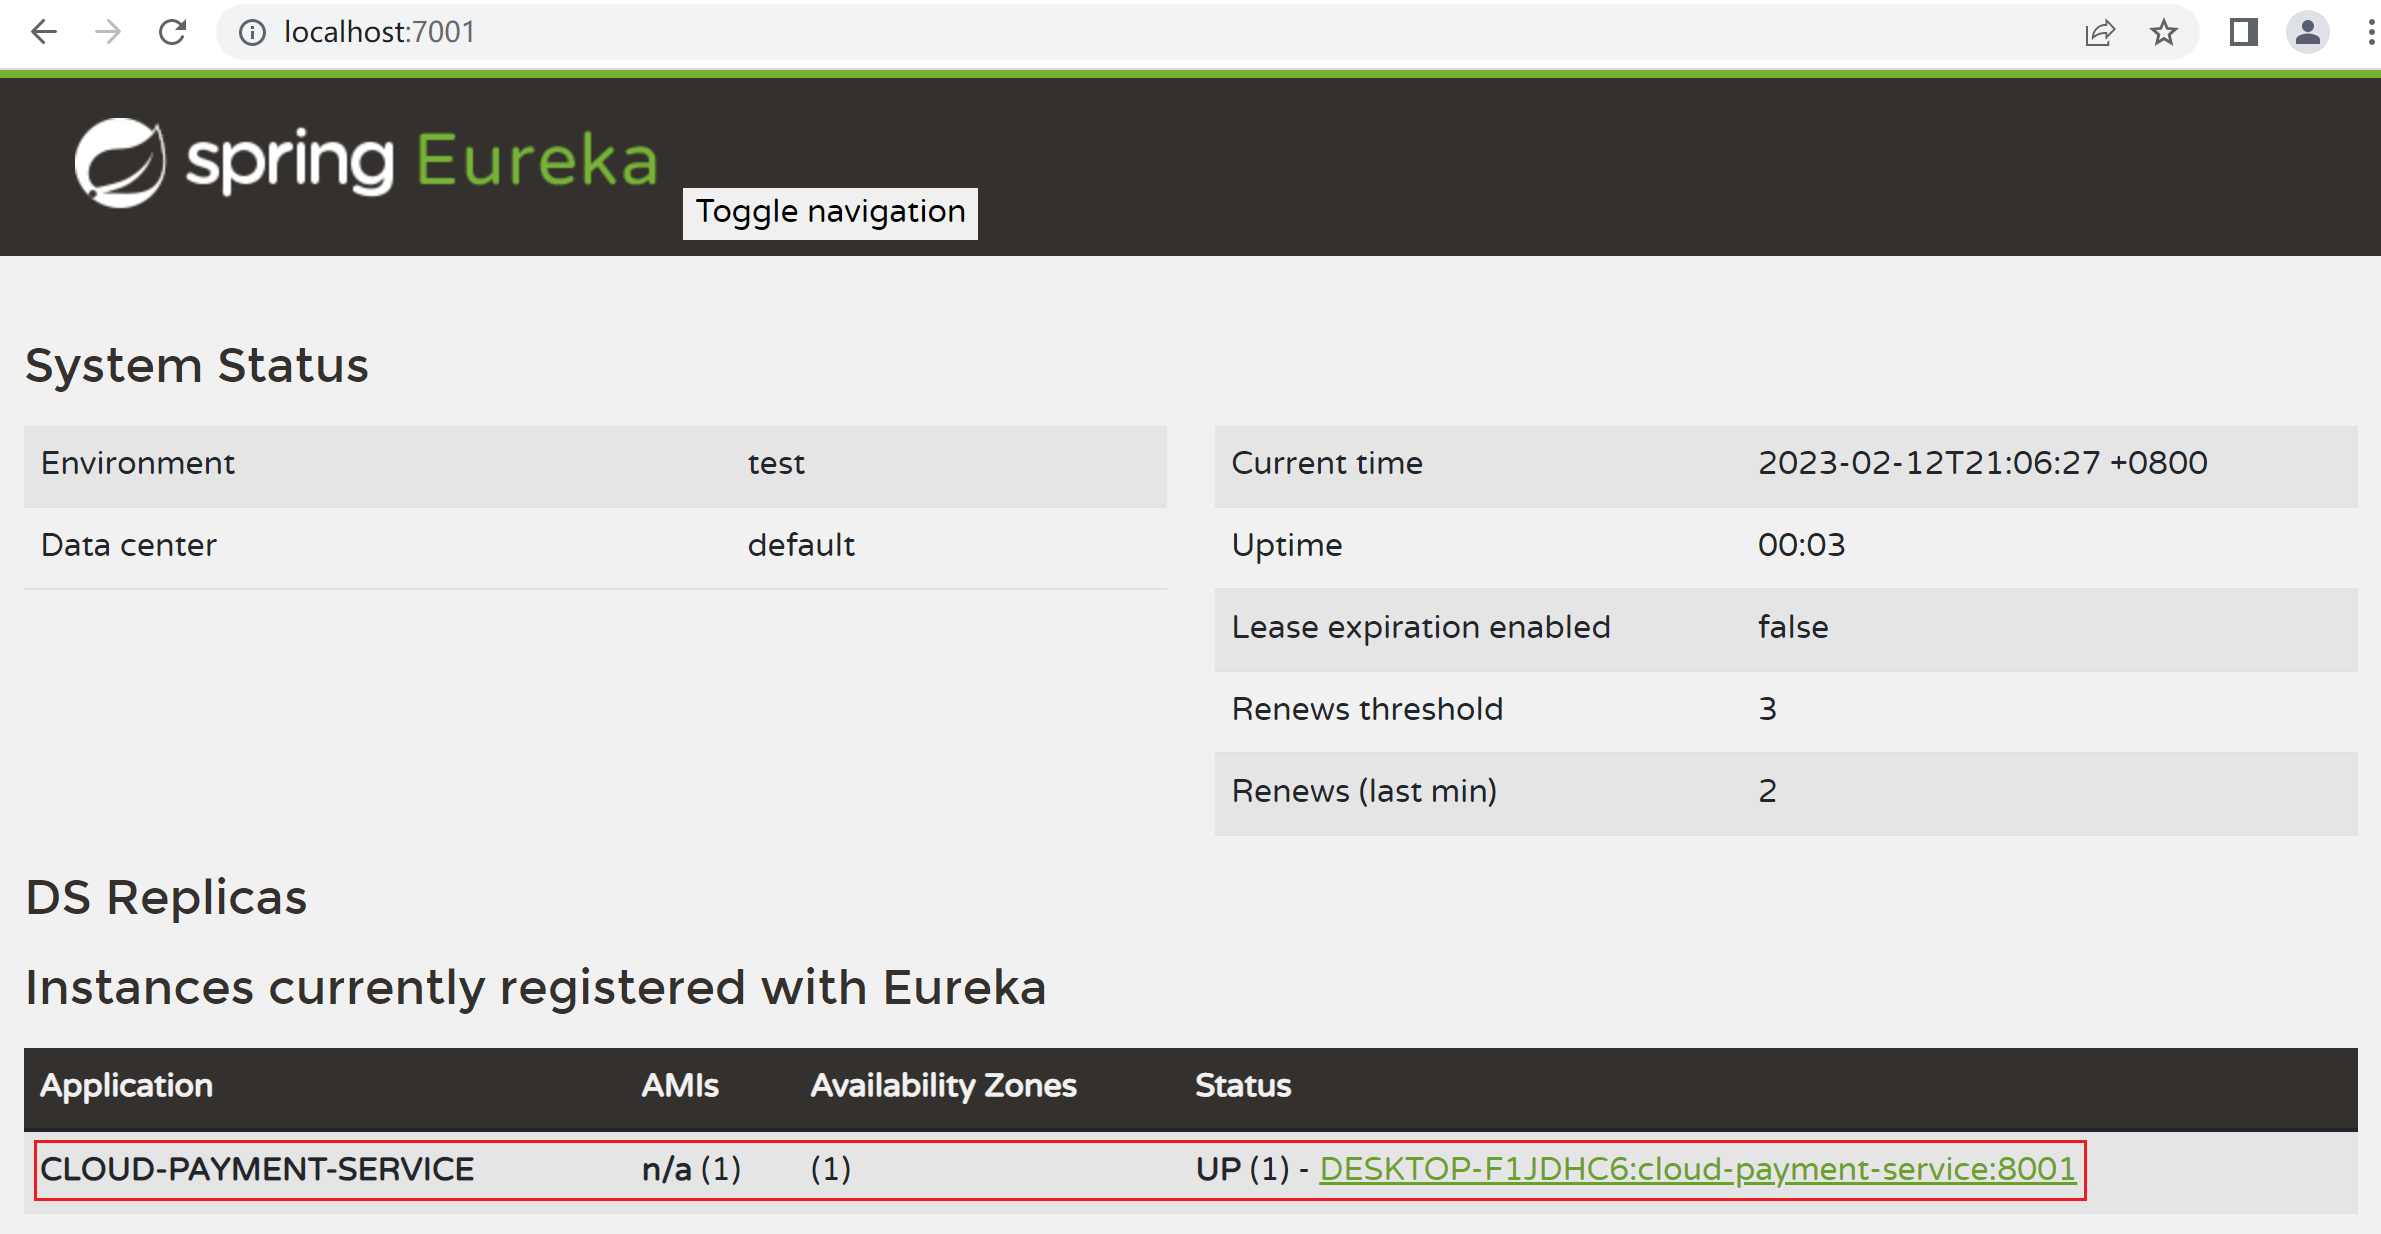 localhost:7001
spring Eureka
Toggle navigation
System Status
Environment test
Data center default
Current time 2023-02-12T21:06:27 +0800
Uptime 00:03
Lease expiration enabled false
Renews threshold 3
Renews (last min) 2
DS Replicas
Instances currently registered with Eureka
Application AMIs Availability Zones Status
CLOUD-PAYMENT-SERVICE n/a (1) (1) UP (1) - DESKTOP-F1JDHC6:cloud-payment-service:8001